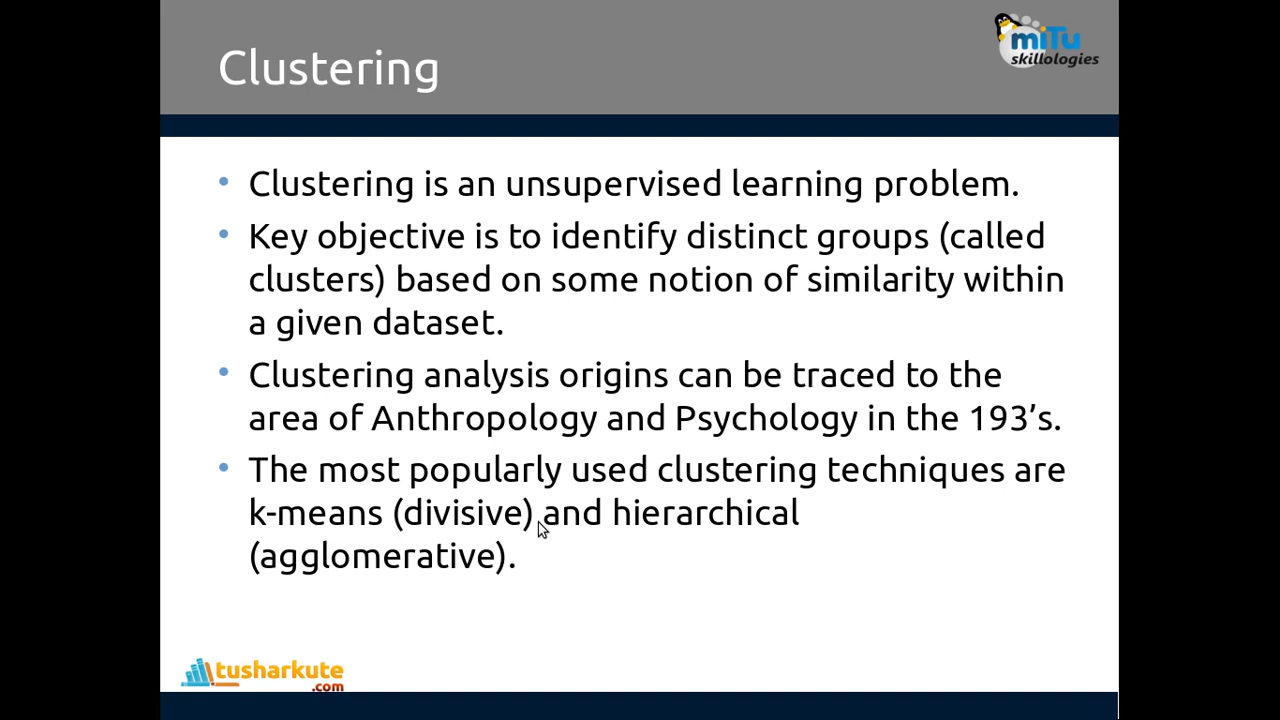 Clustering
miTu
skillologies
• Clustering is an unsupervised learning problem.
• Key objective is to identify distinct groups (called
clusters) based on some notion of similarity within
a given dataset.
• Clustering analysis origins can be traced to the
area of Anthropology and Psychology in the 193’s.
• The most popularly used clustering techniques are
k-means (divisive) and hierarchical
(agglomerative).
tusharkute
.com